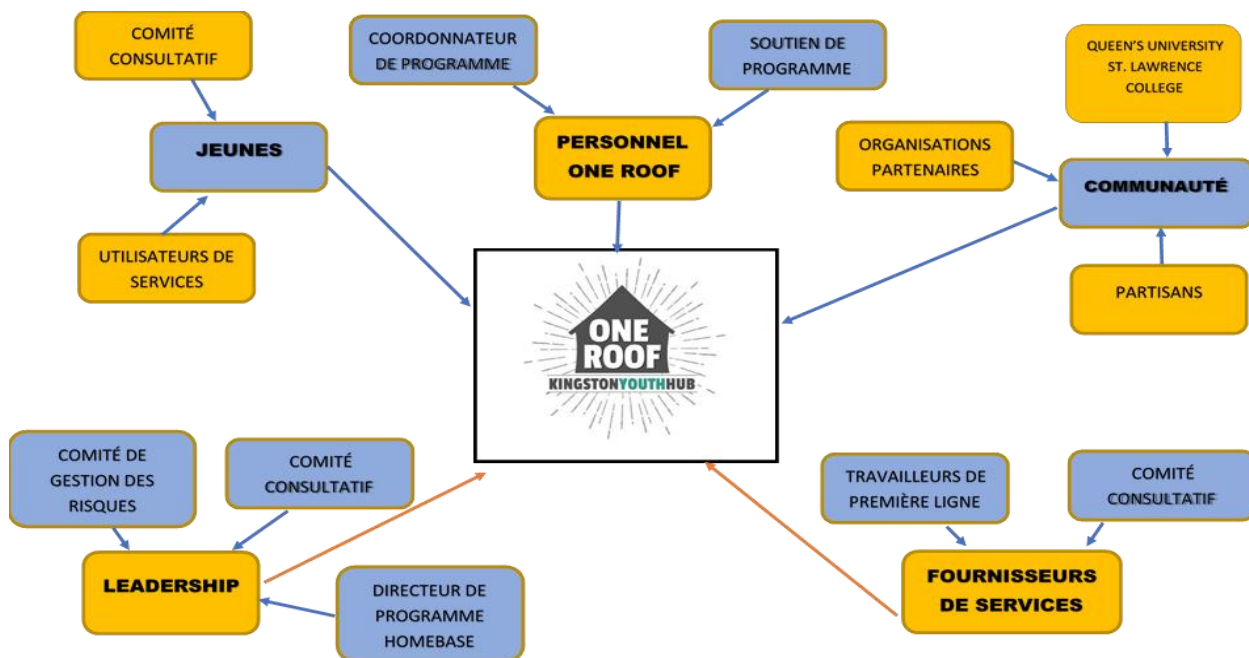 COMITÉ
CONSULTATIF
COORDONNATEUR
DE PROGRAMME
SOUTIEN DE
PROGRAMME
QUEEN'S UNIVERSITY
ST. LAWRENCE
COLLEGE
JEUNES
PERSONNEL
ONE ROOF
ORGANISATIONS
PARTENAIRES
COMMUNAUTÉ
UTILISATEURS DE
SERVICES
PARTISANS
ONE
ROOF
KINGSTONYOUTHHUB
COMITÉ DE
GESTION DES
RISQUES
COMITÉ
CONSULTATIF
TRAVAILLEURS DE
PREMIÈRE LIGNE
COMITÉ
CONSULTATIF
LEADERSHIP
DIRECTEUR DE
PROGRAMME
HOMEBASE
FOURNISSEURS
DE SERVICES